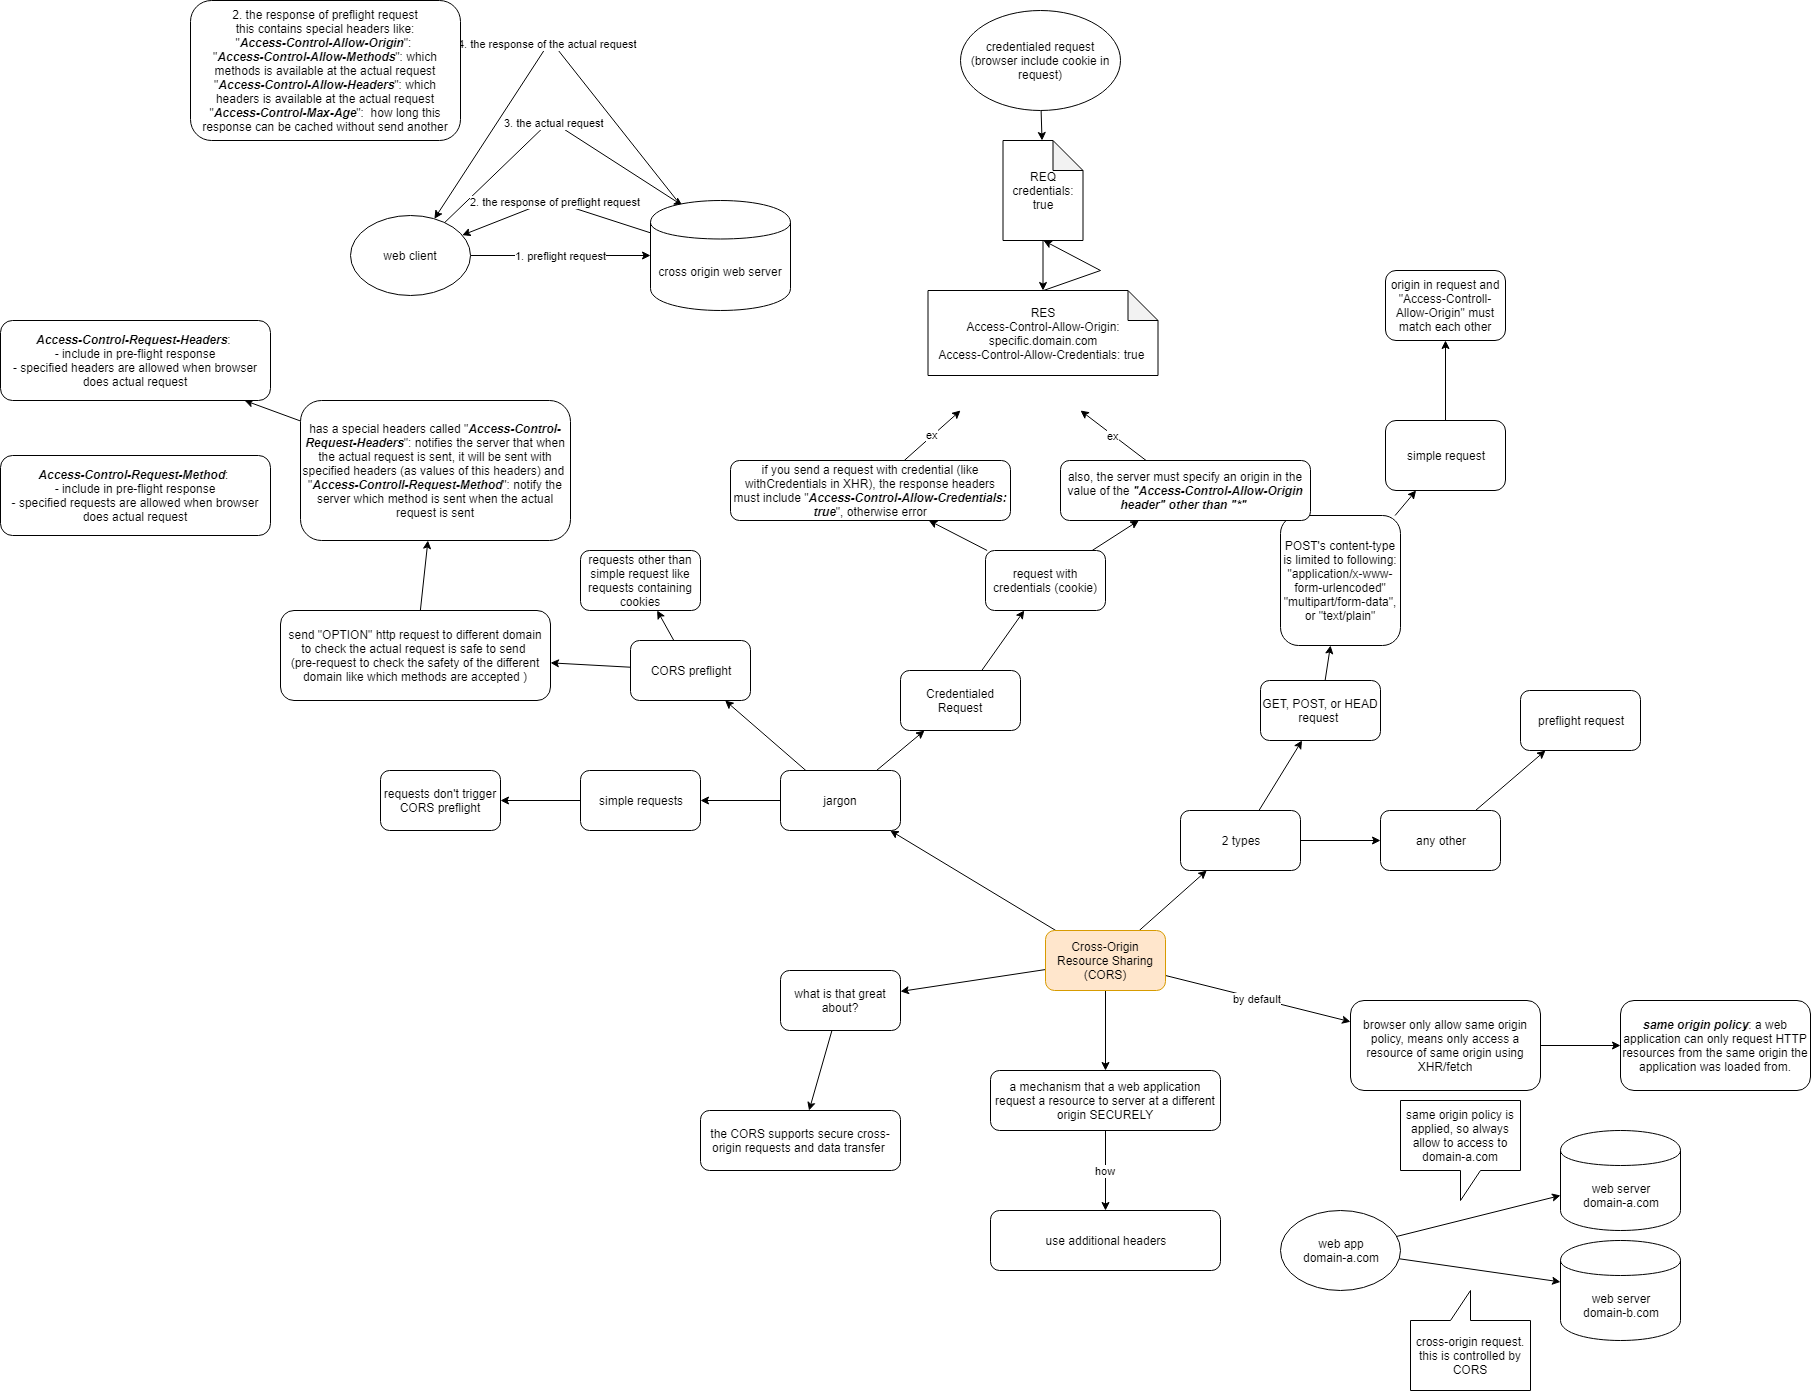 2. the response of preflight request
this contains special headers like:
"Access-Control-Allow-Origin":
"Access-Control-Allow-Methods": which
methods is available at the actual request
"Access-Control-Allow-Headers": which
headers is available at the actual request
"Access-Control-Max-Age":  how long this
response can be cached without send another
4. the response of the actual request
3. the actual request
2. the response of preflight request
web client
1. preflight request
cross origin web server
credentialed request
(browser include cookie in
request)
REQ
credentials:
true
RES
Access-Control-Allow-Origin:
specific.domain.com
Access-Control-Allow-Credentials: true
origin in request and
"Access-Controll-
Allow-Origin" must
match each other
Access-Control-Request-Headers:
- include in pre-flight response
- specified headers are allowed when browser
does actual request
Access-Control-Request-Method:
- include in pre-flight response
- specified requests are allowed when browser
does actual request
has a special headers called "Access-Control-
Request-Headers": notifies the server that when
the actual request is sent, it will be sent with
specified headers (as values of this headers) and
"Access-Controll-Request-Method": notify the
server which method is sent when the actual
request is sent
ex
ex
if you send a request with credential (like
withCredentials in XHR), the response headers
must include "Access-Control-Allow-Credentials:
true", otherwise error
also, the server must specify an origin in the
value of the "Access-Control-Allow-Origin
header" other than "*"
simple request
requests other than
simple request like
requests containing
cookies
request with
credentials (cookie)
POST's content-type
is limited to following:
"application/x-www-
form-urlencoded"
"multipart/form-data",
or "text/plain"
send "OPTION" http request to different domain
to check the actual request is safe to send
(pre-request to check the safety of the different
domain like which methods are accepted )
CORS preflight
Credentialed
Request
GET, POST, or HEAD
request
preflight request
requests don't trigger
CORS preflight
simple requests
jargon
2 types
any other
Cross-Origin
Resource Sharing
(CORS)
what is that great
about?
by default
browser only allow same origin
policy, means only access a
resource of same origin using
XHR/fetch
same origin policy: a web
application can only request HTTP
resources from the same origin the
application was loaded from.
a mechanism that a web application
request a resource to server at a different
origin SECURELY
the CORS supports secure cross-
origin requests and data transfer
how
use additional headers
same origin policy is
applied, so always
allow to access to
domain-a.com
web server
domain-a.com
web app
domain-a.com
web server
domain-b.com
cross-origin request.
this is controlled by
CORS